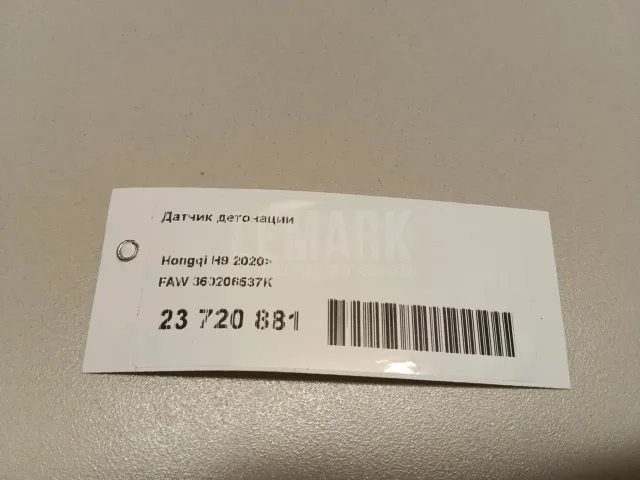 Датчик детонации
Hongqi H9 2020>
FAW 360206537K
23 720 881